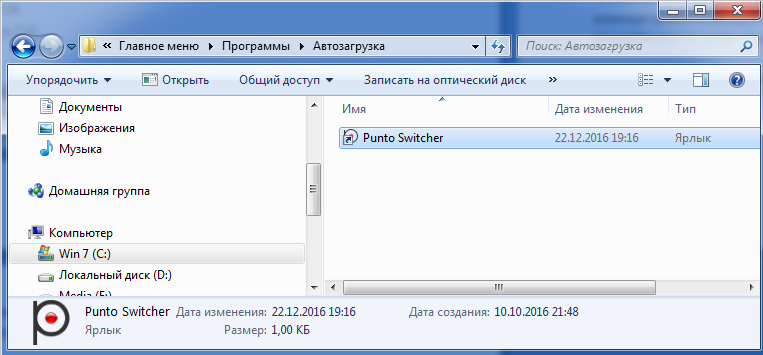 « Главное меню ▸ Программы ▸ Автозагрузка
Поиск: Автозагрузка
Упорядочить Открыть Общий доступ Записать на оптический диск »
Документы
Изображения
Музыка
Домашняя группа
Компьютер
Win 7 (C:)
Локальный диск (D:)
Media (E:)
Имя Дата изменения Тип
Punto Switcher 22.12.2016 19:16 Ярлык
Punto Switcher Дата изменения: 22.12.2016 19:16 Дата создания: 10.10.2016 21:48
Ярлык Размер: 1,00 КБ